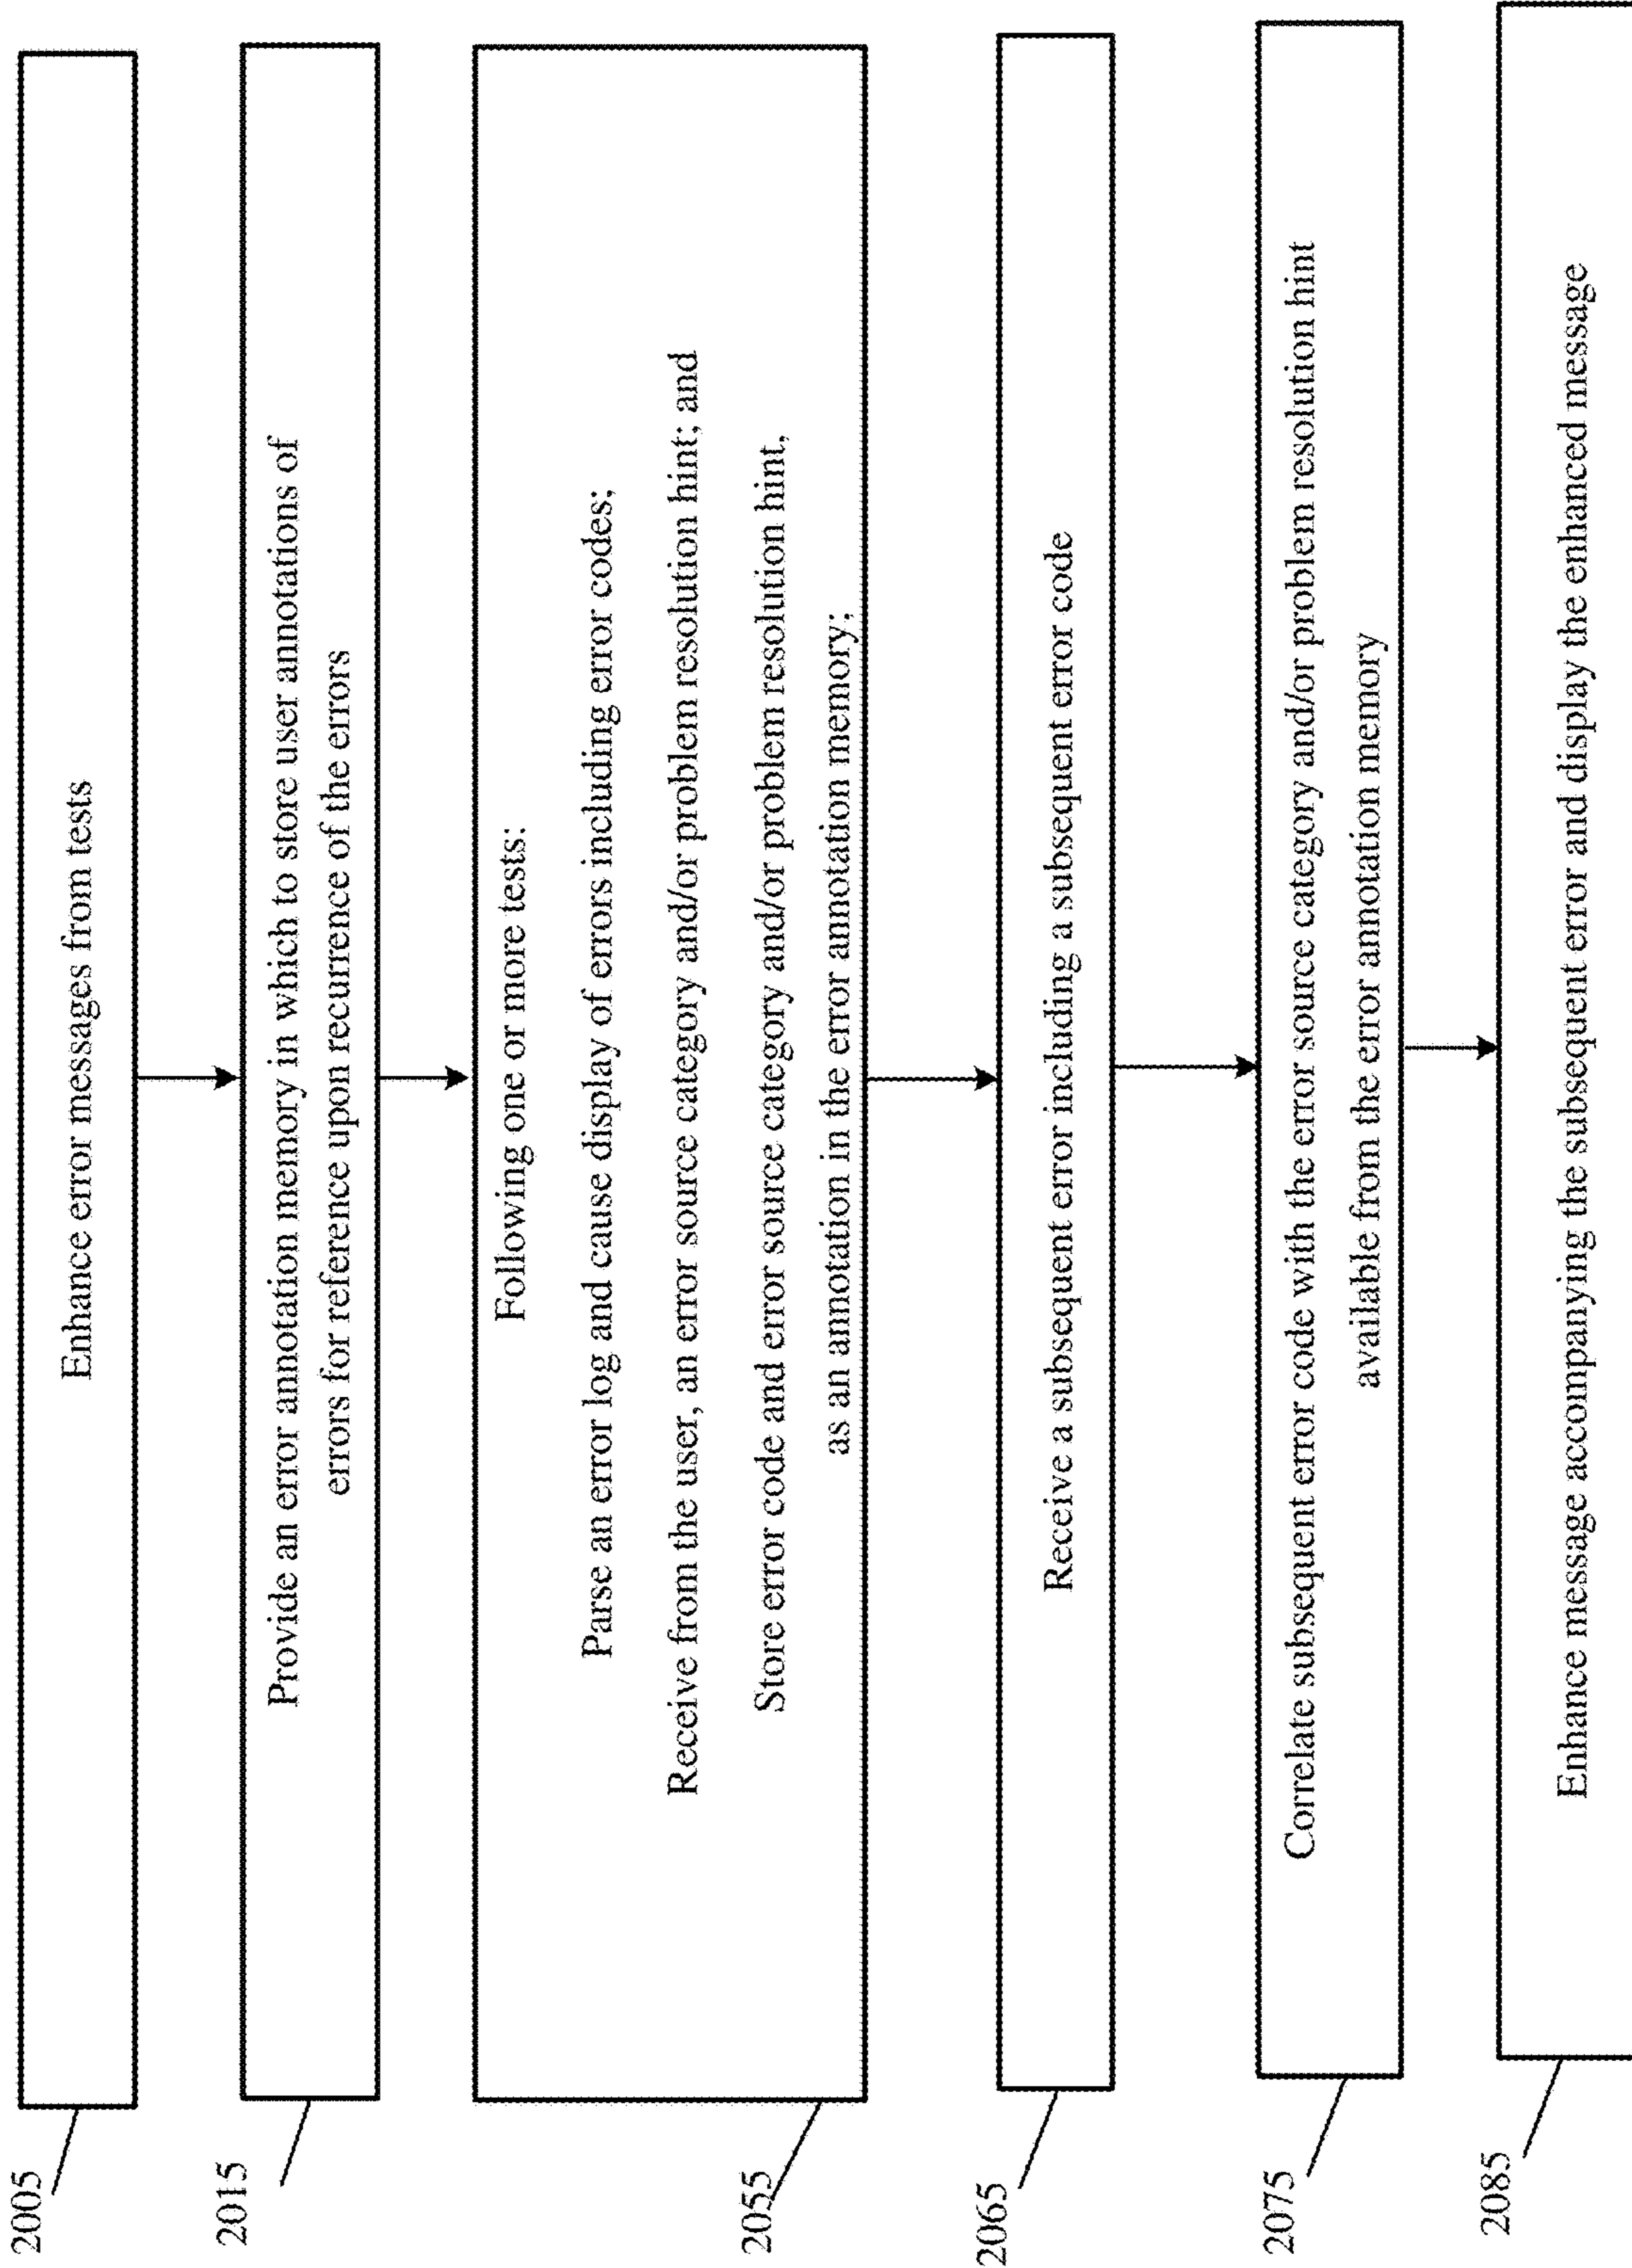 2005
Enhance error messages from tests
2015
Provide an error annotation memory in which to store user annotations of
errors for reference upon recurrence of the errors
2055
Following one or more tests:
Parse an error log and cause display of errors including error codes;
Receive from the user, an error source category and/or problem resolution hint; and
Store error code and error source category and/or problem resolution hint,
as an annotation in the error annotation memory;
2065
Receive a subsequent error including a subsequent error code
2075
Correlate subsequent error code with the error source category and/or problem resolution hint
available from the error annotation memory
2085
Enhance message accompanying the subsequent error and display the enhanced message